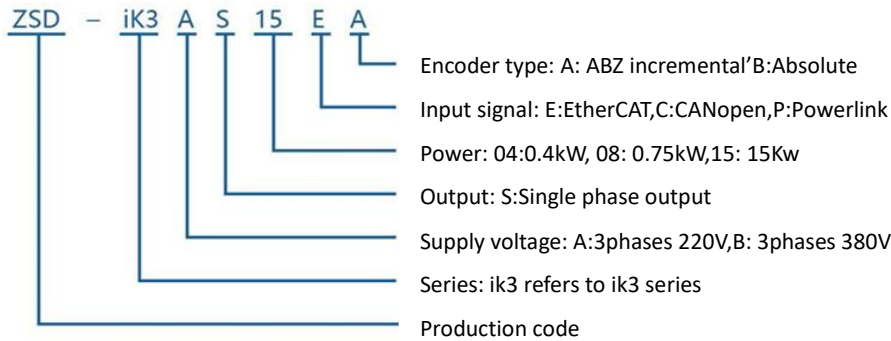 ZSD - iK3 A S 15 E A
Encoder type: A: ABZ incremental’B:Absolute
Input signal: E:EtherCAT,C:CANopen,P:Powerlink
Power: 04:0.4kW, 08: 0.75kW,15: 15Kw
Output: S:Single phase output
Supply voltage: A:3phases 220V,B: 3phases 380V
Series: ik3 refers to ik3 series
Production code